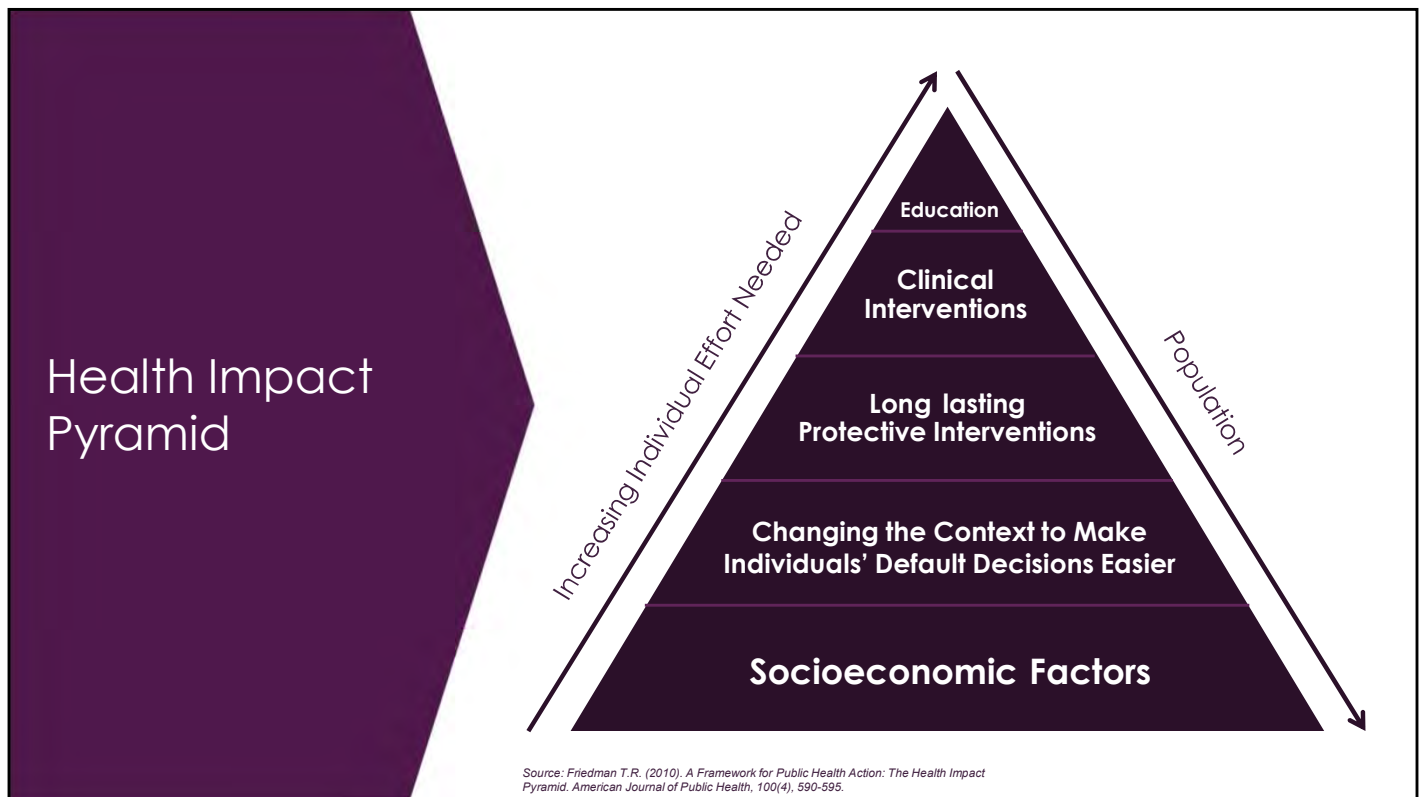 Health Impact
Pyramid
Increasing Individual Effort Needed
Population
Education
Clinical
Interventions
Long lasting
Protective Interventions
Changing the Context to Make
Individuals’ Default Decisions Easier
Socioeconomic Factors
Source: Friedman T.R. (2010). A Framework for Public Health Action: The Health Impact
Pyramid. American Journal of Public Health, 100(4), 590-595.